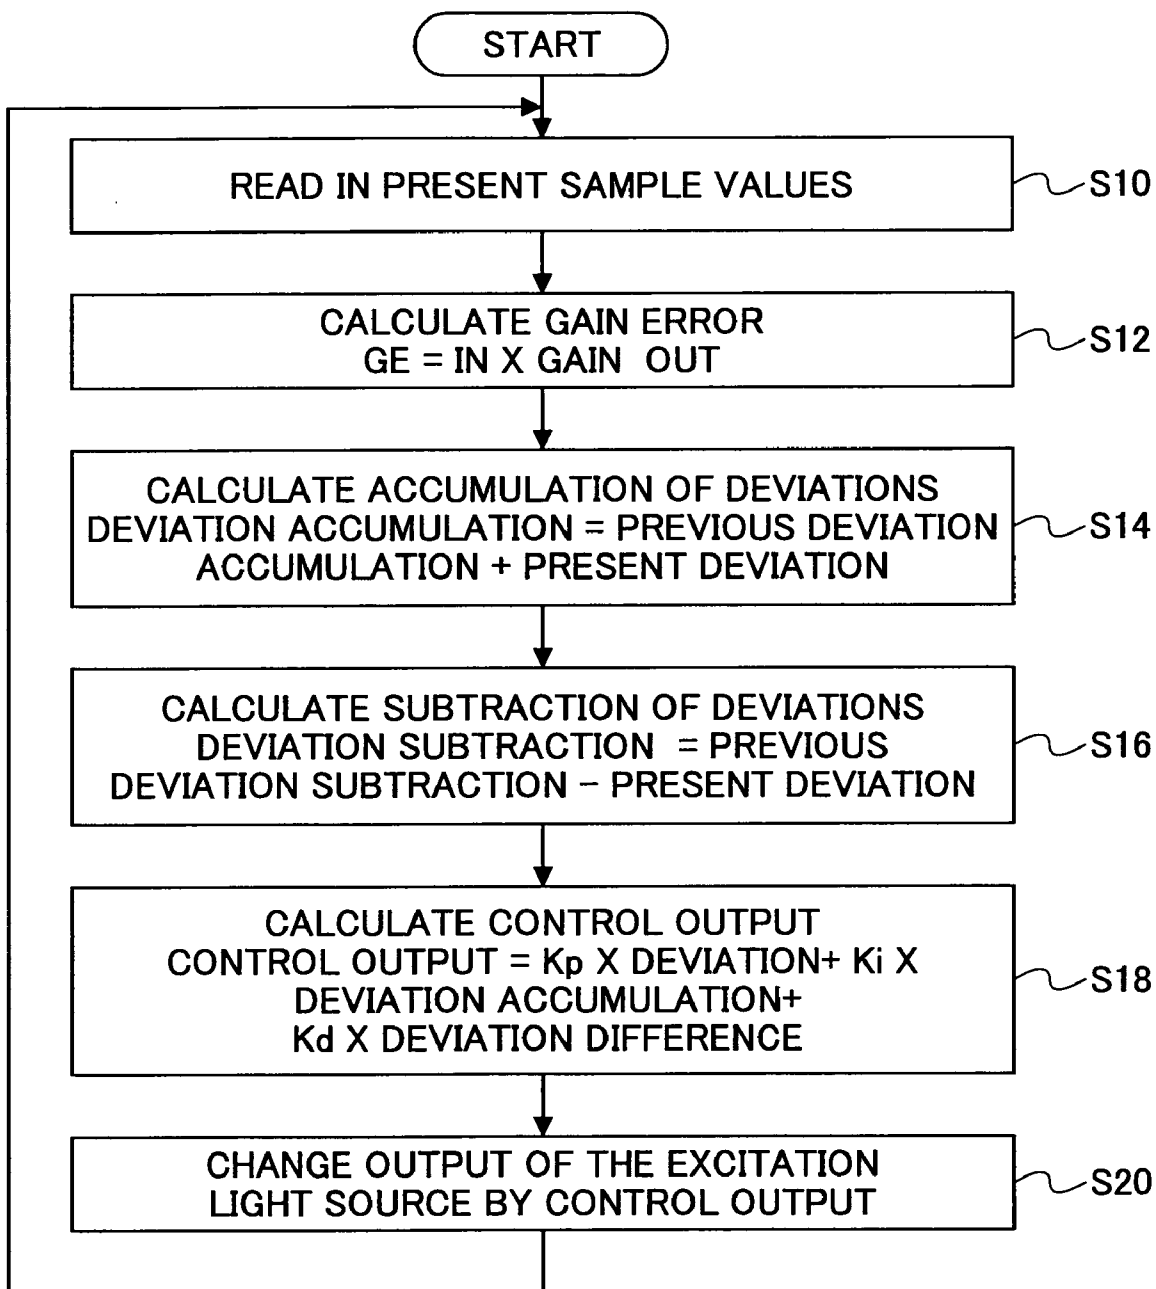 START
READ IN PRESENT SAMPLE VALUES
S10
CALCULATE GAIN ERROR
GE = IN X GAIN  OUT
S12
CALCULATE ACCUMULATION OF DEVIATIONS
DEVIATION ACCUMULATION = PREVIOUS DEVIATION
ACCUMULATION + PRESENT DEVIATION
S14
CALCULATE SUBTRACTION OF DEVIATIONS
DEVIATION SUBTRACTION  = PREVIOUS
DEVIATION SUBTRACTION – PRESENT DEVIATION
S16
CALCULATE CONTROL OUTPUT
CONTROL OUTPUT = Kp X DEVIATION+ Ki X
DEVIATION ACCUMULATION+
Kd X DEVIATION DIFFERENCE
S18
CHANGE OUTPUT OF THE EXCITATION
LIGHT SOURCE BY CONTROL OUTPUT
S20